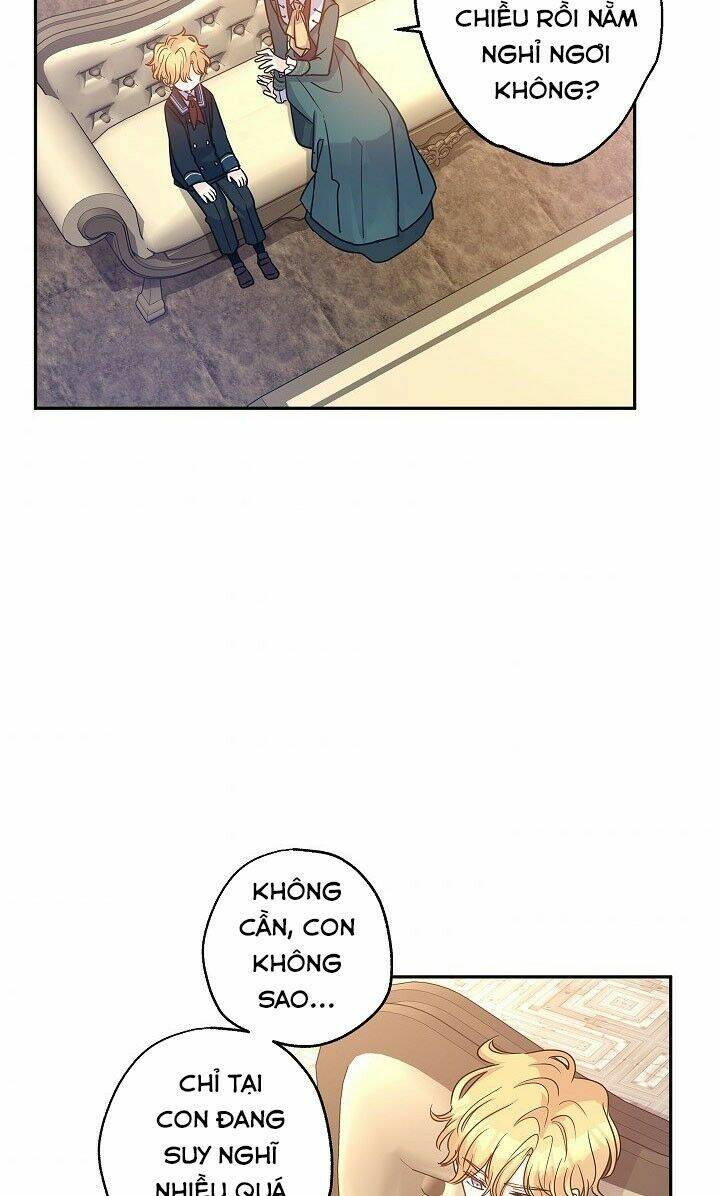 CHIỀU RỒI NẰM
NGHỈ NGƠI
KHÔNG?
KHÔNG
CẦN, CON
KHÔNG
SAO...
CHỈ TẠI
CON ĐANG
SUY NGHĨ
NHIỀU QUÁ